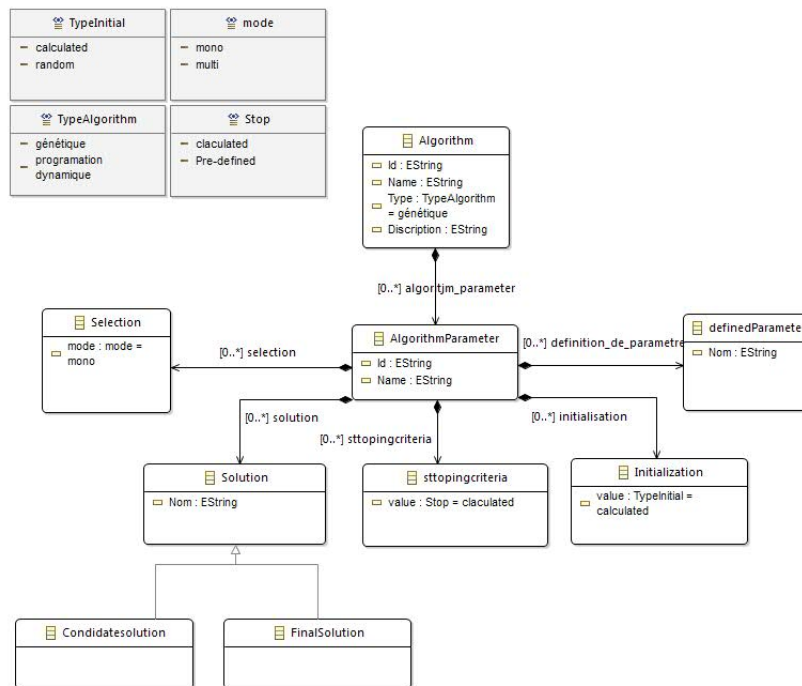 TypeInitial
calculated
random
mode
mono
multi
TypeAlgorithm
génétique
programation
dynamique
Stop
claculated
Pre-defined
Algorithm
Id : EString
Name : EString
Type : TypeAlgorithm
= génétique
Discription : EString
[0..*] algoritjm_parameter
Selection
mode : mode =
mono
[0..*] selection
AlgorithmParameter
Id : EString
Name : EString
[0..*] definition_de_parametre
definedParameter
Nom : EString
[0..*] solution
[0..*] sttopingcriteria
[0..*] initialisation
Solution
Nom : EString
sttopingcriteria
value : Stop = claculated
Initialization
value : TypeInitial =
calculated
Condidatesolution
FinalSolution